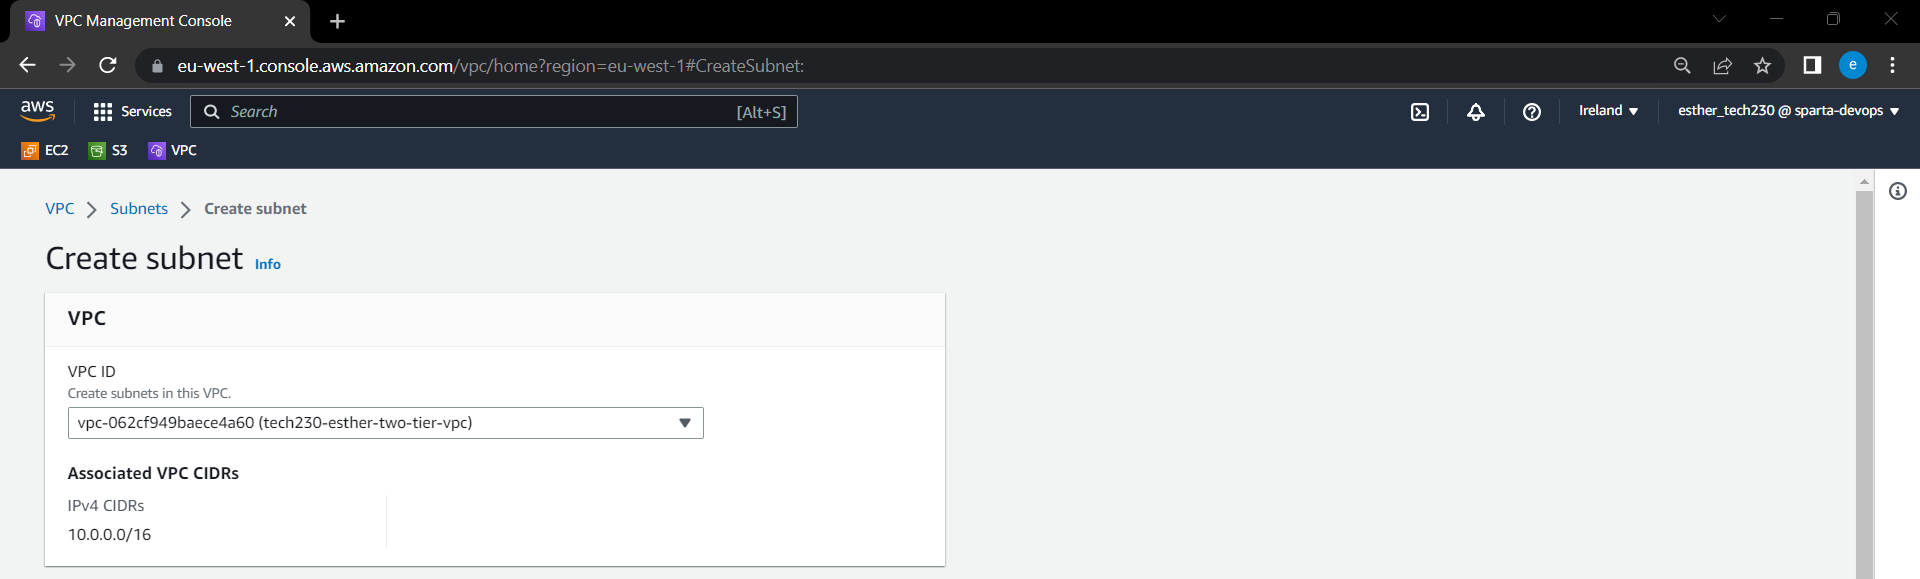 VPC Management Console
eu-west-1.console.aws.amazon.com/vpc/home?region=eu-west-1#CreateSubnet:
e
aws
Services
Search
[Alt+S]
Ireland
esther_tech230 @ sparta-devops
EC2
S3
VPC
VPC
Subnets
Create subnet
Create subnet
Info
VPC
VPC ID
Create subnets in this VPC.
vpc-062cf949baece4a60 (tech230-esther-two-tier-vpc)
Associated VPC CIDRs
IPv4 CIDRs
10.0.0.0/16